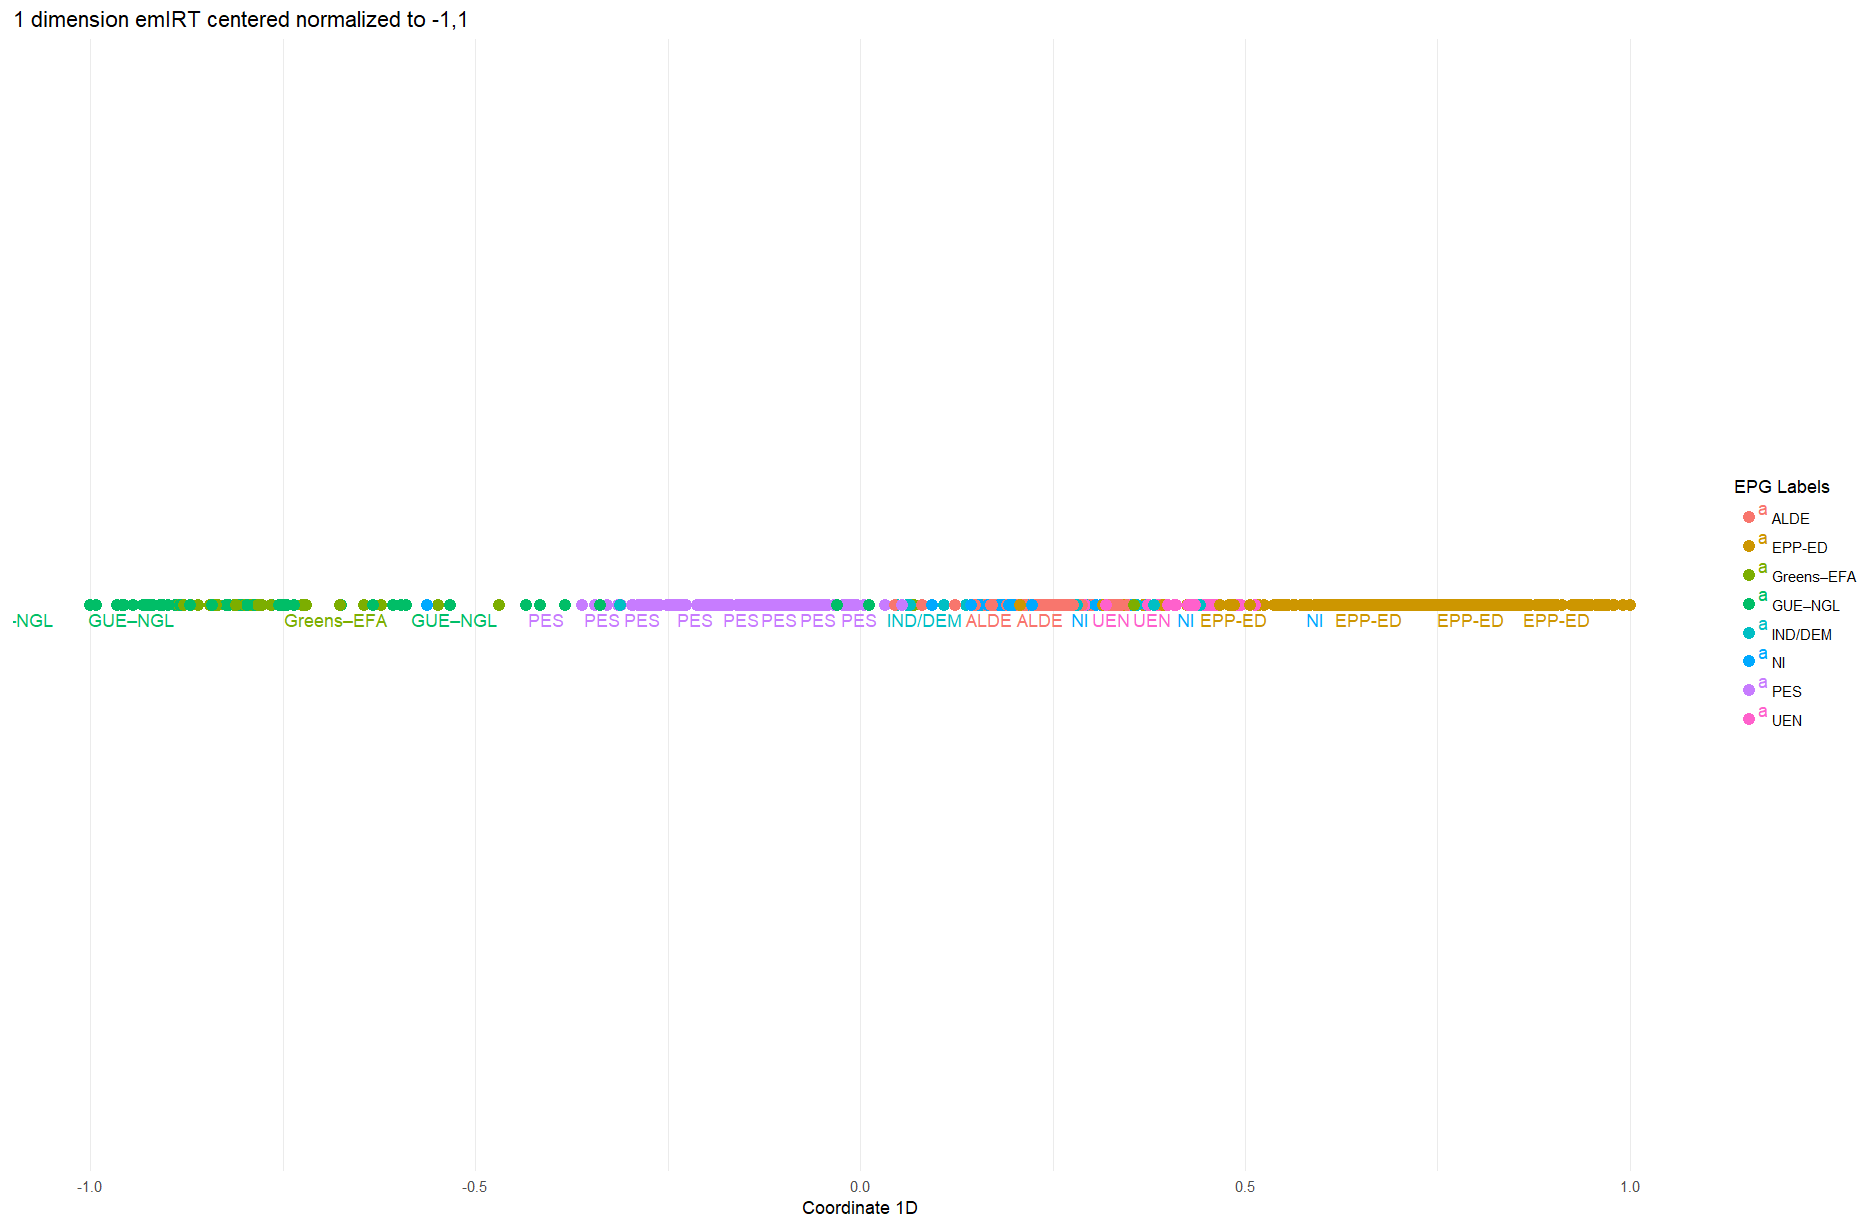 1 dimension emIRT centered normalized to -1,1
-NGL GUE–NGL Greens–EFA GUE–NGL PES PES PES PES PES PES PES PES IND/DEM ALDE ALDE NI UEN UEN NI EPP-ED NI EPP-ED EPP-ED EPP-ED
EPG Labels
a ALDE
a EPP-ED
a Greens–EFA
a GUE–NGL
a IND/DEM
a NI
a PES
a UEN
-1.0 -0.5 0.0 0.5 1.0
Coordinate 1D